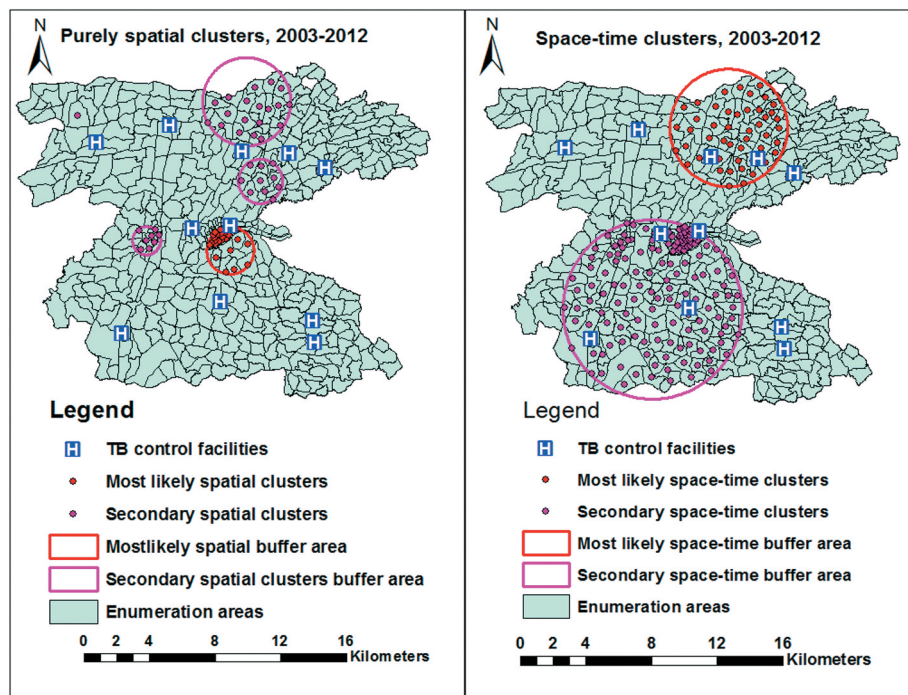 N
Purely spatial clusters, 2003-2012
H
H
H
H
H
H
H
H
H
H
H
Legend
H TB control facilities
Most likely spatial clusters
Secondary spatial clusters
Mostlikely spatial buffer area
Secondary spatial clusters buffer area
Enumeration areas
0 2 4 8 12 16
Kilometers
N
Space-time clusters, 2003-2012
H
H
H
H
H
H
H
H
H
H
H
Legend
H TB control facilities
Most likely space-time clusters
Secondary space-time clusters
Most likely space-time buffer area
Secondary space-time buffer area
Enumeration areas
0 2 4 8 12 16
Kilometers